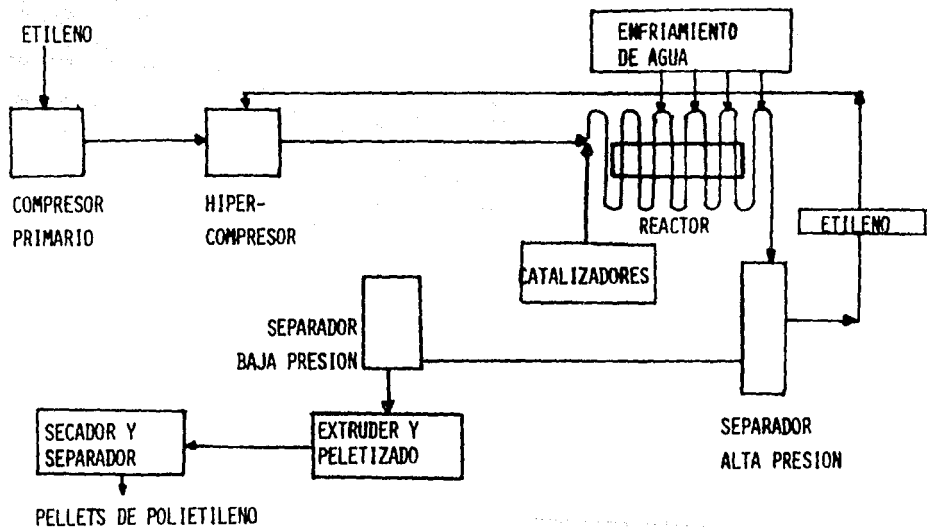 ETILENO
ENFRIAMIENTO
DE AGUA
COMPRESOR
PRIMARIO
HIPER-
COMPRESOR
REACTOR
ETILENO
CATALIZADORES
SEPARADOR
BAJA PRESION
SEPARADOR
ALTA PRESION
EXTRUDER Y
PELETIZADO
SECADOR Y
SEPARADOR
PELLETS DE POLIETILENO